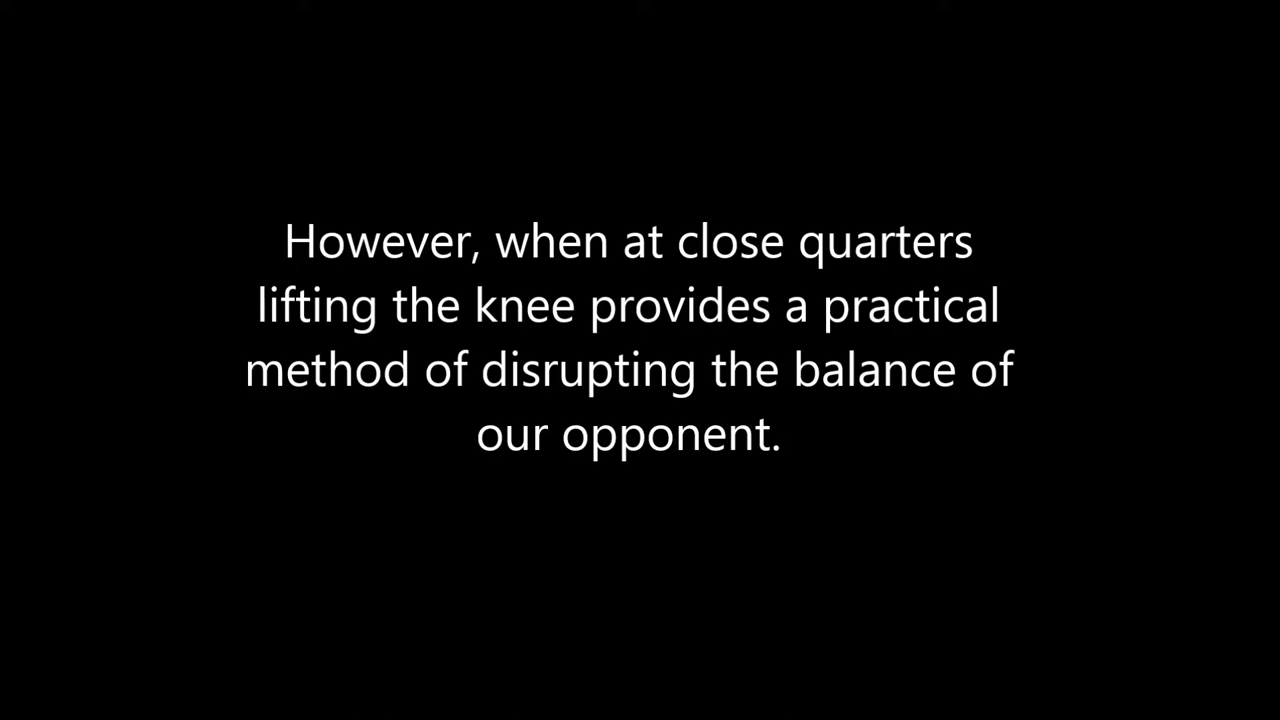 However, when at close quarters
lifting the knee provides a practical
method of disrupting the balance of
our opponent.